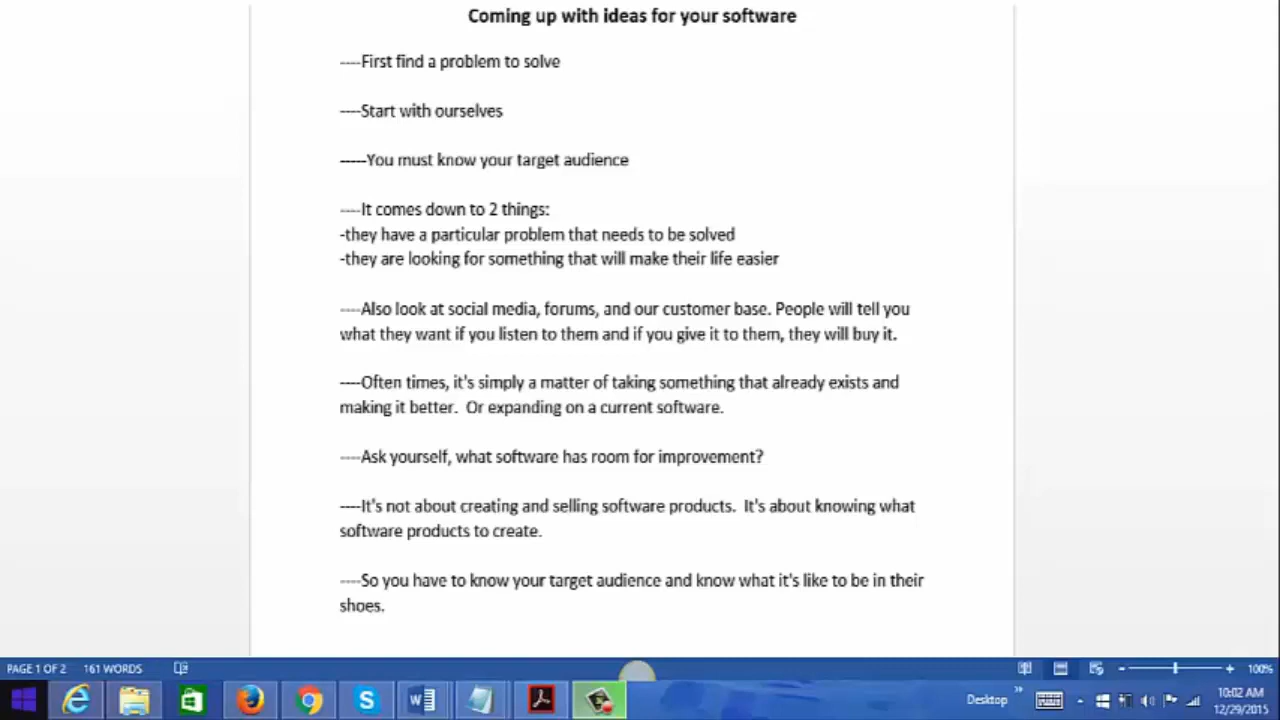 Coming up with ideas for your software
----First find a problem to solve
----Start with ourselves
-----You must know your target audience
----It comes down to 2 things:
-they have a particular problem that needs to be solved
-they are looking for something that will make their life easier
----Also look at social media, forums, and our customer base. People will tell you
what they want if you listen to them and if you give it to them, they will buy it.
----Often times, it's simply a matter of taking something that already exists and
making it better.  Or expanding on a current software.
----Ask yourself, what software has room for improvement?
----It's not about creating and selling software products.  It's about knowing what
software products to create.
----So you have to know your target audience and know what it's like to be in their
shoes.
PAGE 1 OF 2 161 WORDS 100%
Desktop 10:02 AM
12/29/2015